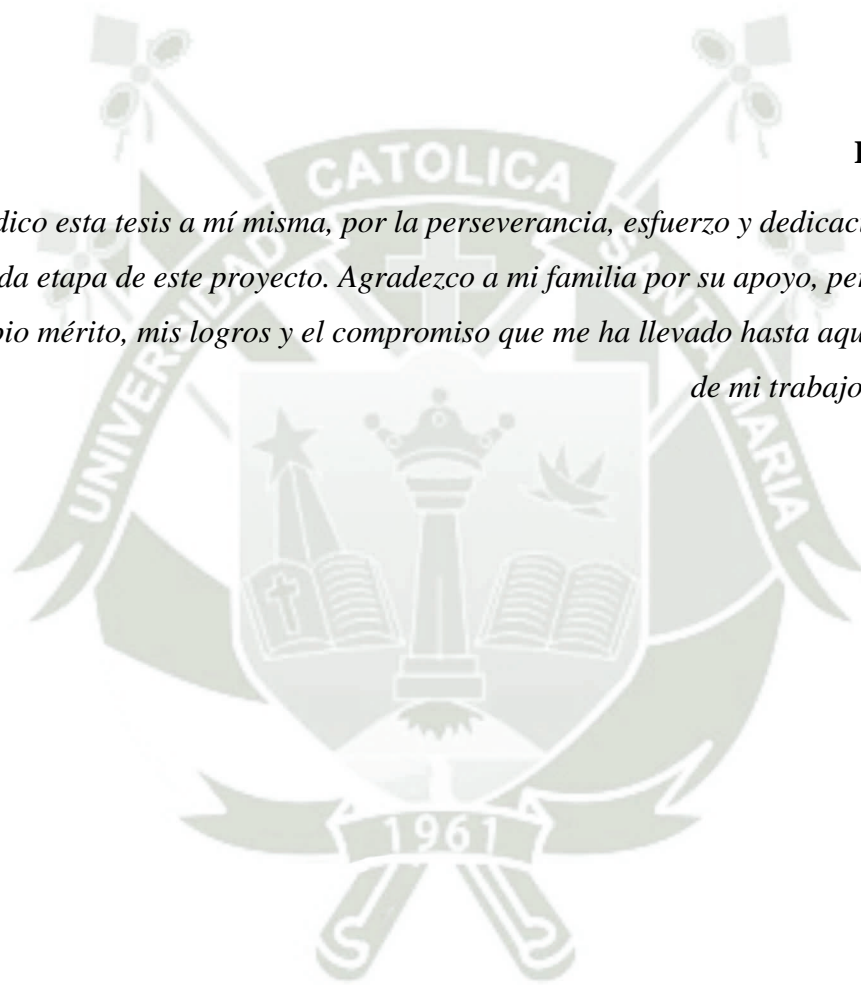 CATOLICA
dico esta tesis a mí misma, por la perseverancia, esfuerzo y dedicac
da etapa de este proyecto. Agradezco a mi familia por su apoyo, per
pio mérito, mis logros y el compromiso que me ha llevado hasta aqu
de mi trabajo
UNIVERSIDAD
SANTA MARIA
1961